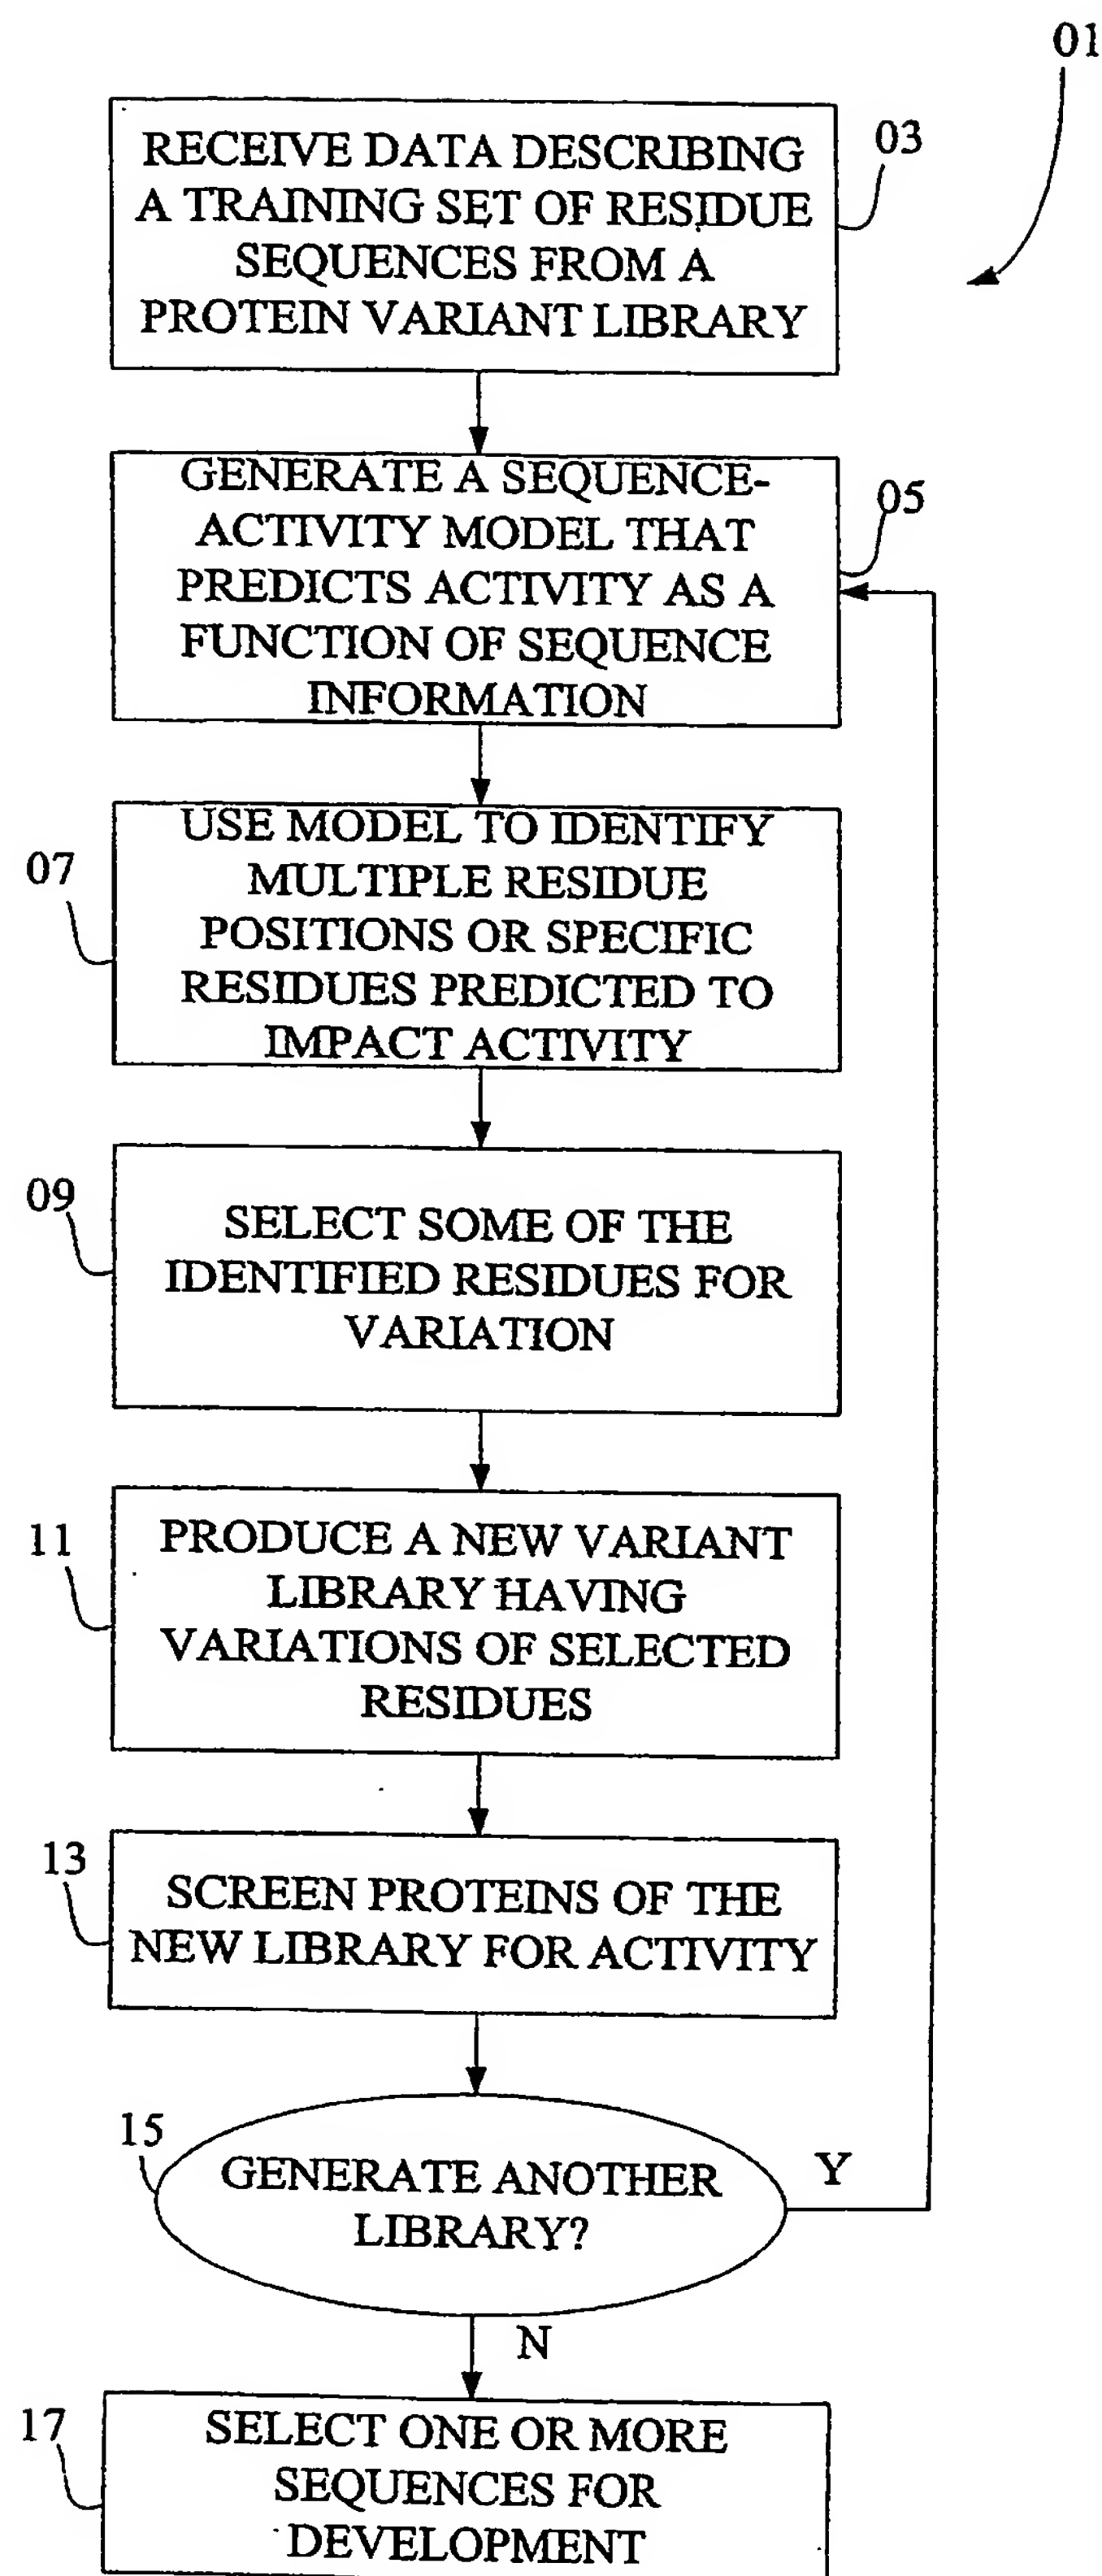 01
RECEIVE DATA DESCRIBING
A TRAINING SET OF RESIDUE
SEQUENCES FROM A
PROTEIN VARIANT LIBRARY
03
GENERATE A SEQUENCE-
ACTIVITY MODEL THAT
PREDICTS ACTIVITY AS A
FUNCTION OF SEQUENCE
INFORMATION
05
USE MODEL TO IDENTIFY
MULTIPLE RESIDUE
POSITIONS OR SPECIFIC
RESIDUES PREDICTED TO
IMPACT ACTIVITY
07
SELECT SOME OF THE
IDENTIFIED RESIDUES FOR
VARIATION
09
PRODUCE A NEW VARIANT
LIBRARY HAVING
VARIATIONS OF SELECTED
RESIDUES
11
SCREEN PROTEINS OF THE
NEW LIBRARY FOR ACTIVITY
13
GENERATE ANOTHER
LIBRARY?
15
Y
N
SELECT ONE OR MORE
SEQUENCES FOR
DEVELOPMENT
17